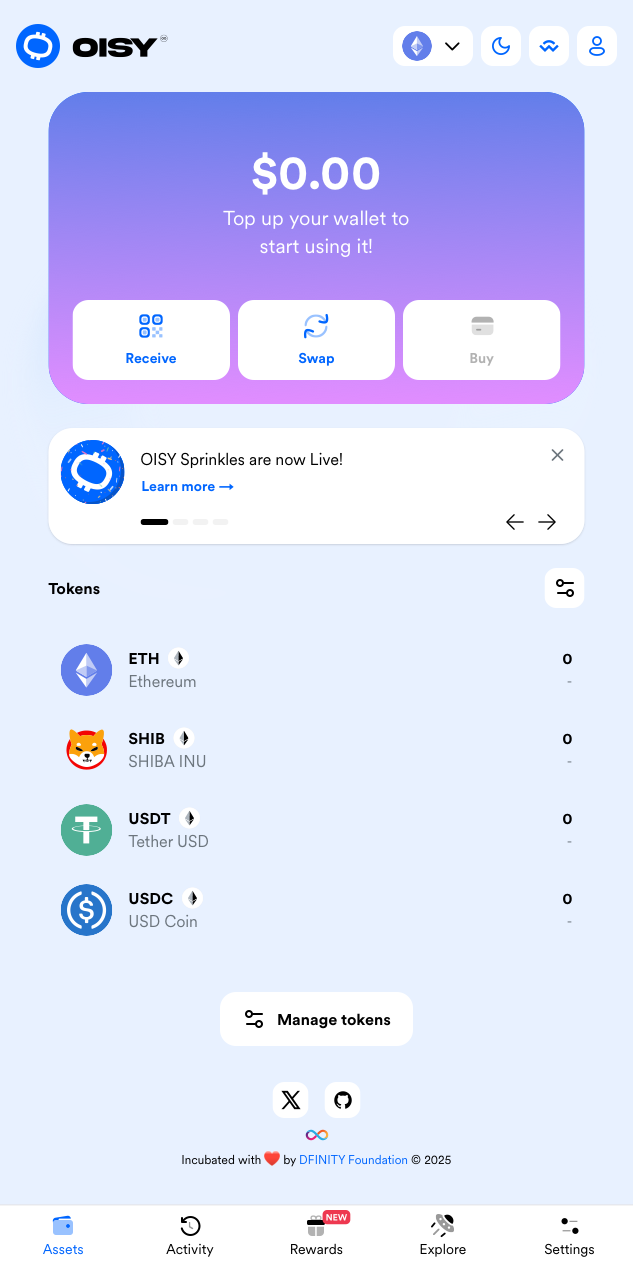 OISY
$0.00
Top up your wallet to
start using it!
Receive
Swap
Buy
OISY Sprinkles are now Live!
Learn more →
Tokens
ETH
0
Ethereum
-
SHIB
0
SHIBA INU
-
USDT
0
Tether USD
-
USDC
0
USD Coin
-
Manage tokens
Incubated with ❤️ by DFINITY Foundation © 2025
NEW
Assets
Activity
Rewards
Explore
Settings